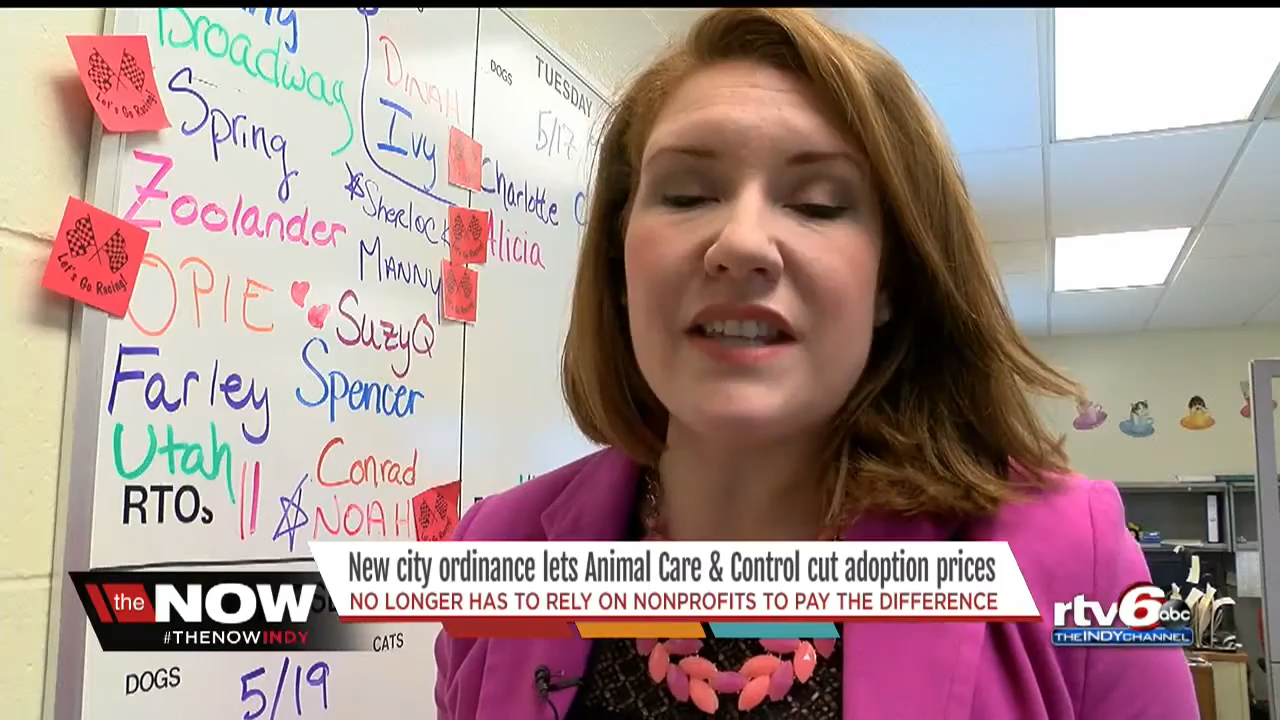 Broadway
Let's Go Racing!
Spring
Zoolander
Let's Go Racing!
OPIE
Farley
Utah
RTOs
DINAH
Ivy
Sherlock
MANNY
SuzyQ
Spencer
Conrad
NOAH
DOGS
TUESDAY
5/17
Charlotte
Alicia
New city ordinance lets Animal Care & Control cut adoption prices
NO LONGER HAS TO RELY ON NONPROFITS TO PAY THE DIFFERENCE
the NOW
#THENOWINDY
rtv6 abc
THEINDYCHANNEL
CATS
DOGS
5/19